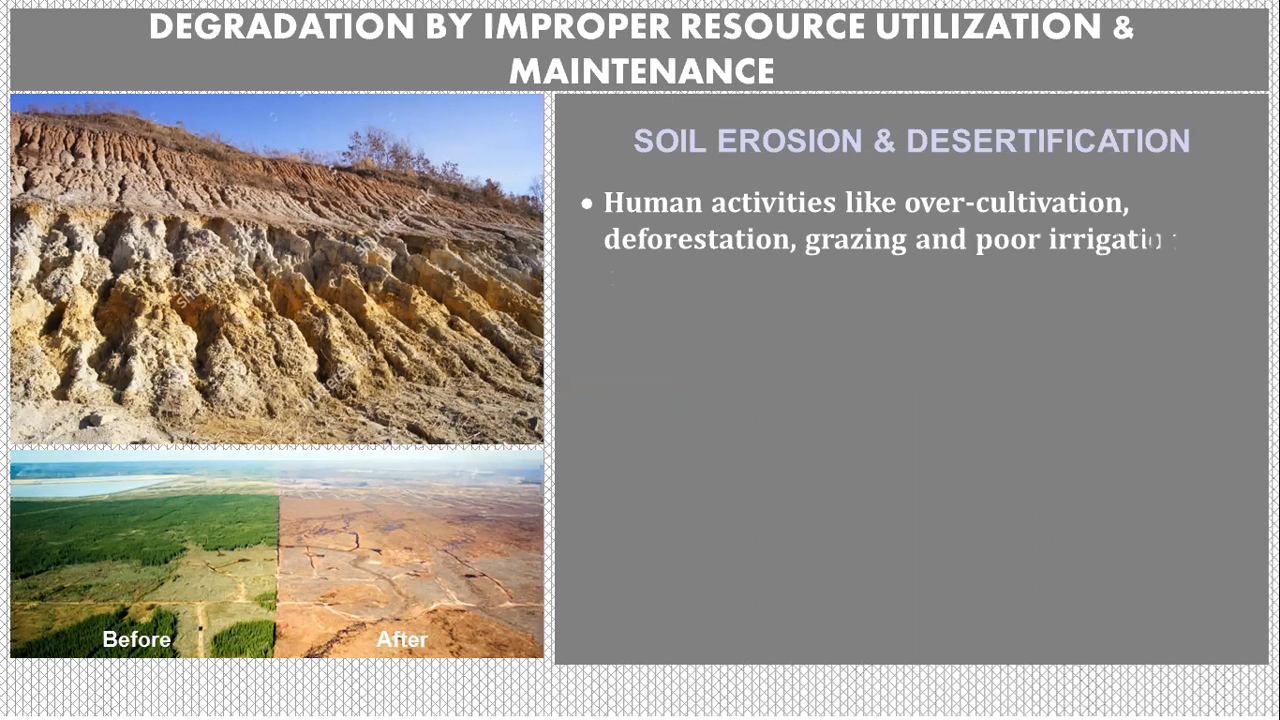 DEGRADATION BY IMPROPER RESOURCE UTILIZATION &
MAINTENANCE
SOIL EROSION & DESERTIFICATION
• Human activities like over-cultivation,
deforestation, grazing and poor
Before
After